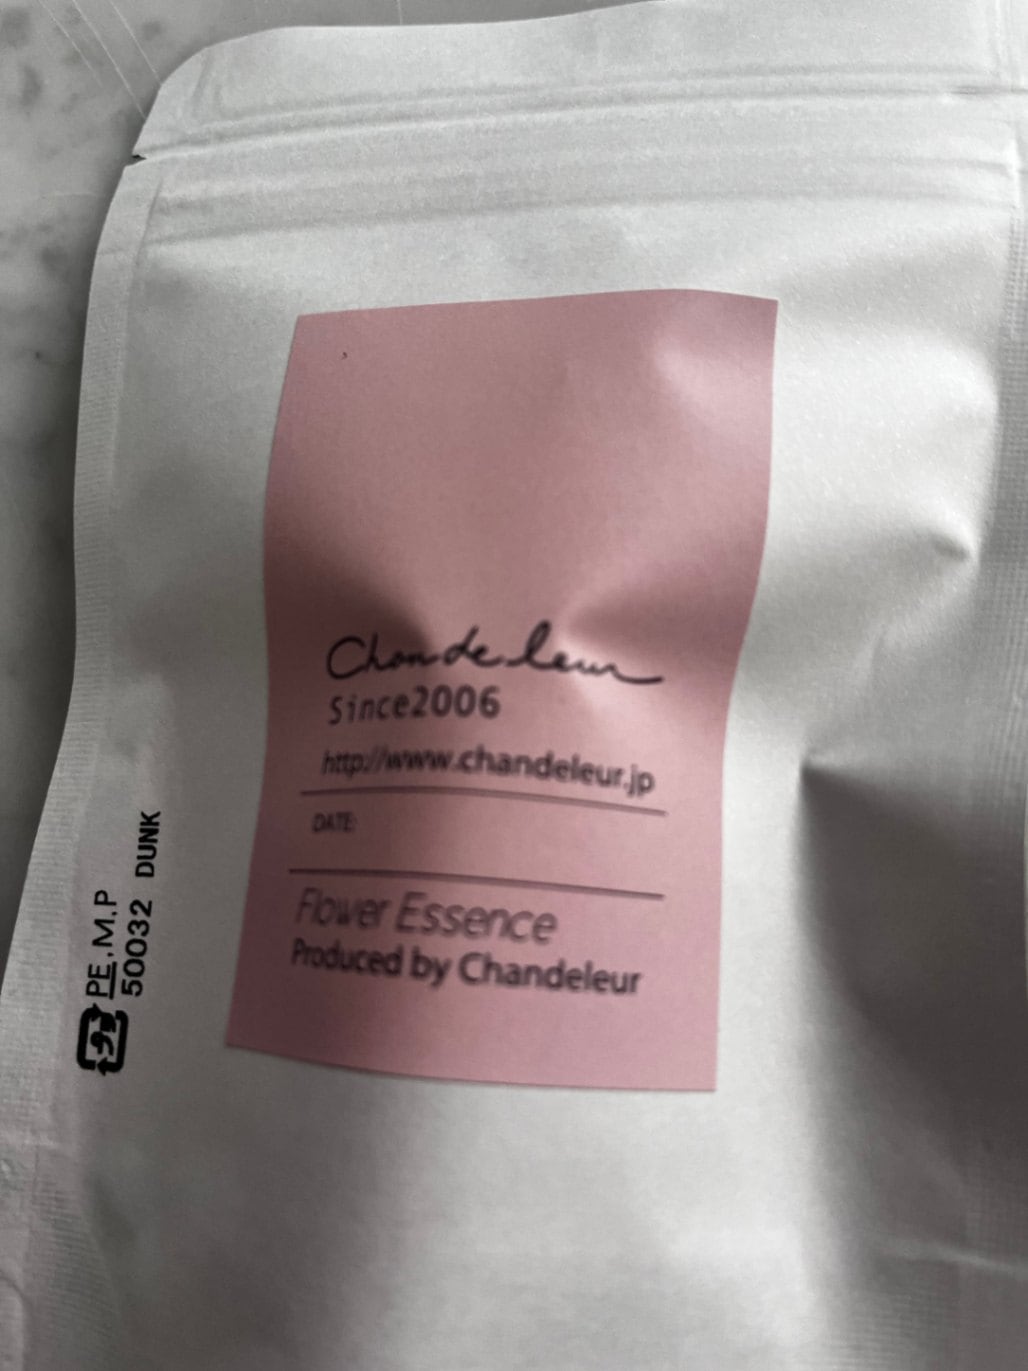 Chandeleur
Since2006
http://www.chandeleur.jp
DATE:
Flower Essence
Produced by Chandeleur
PE,M,P
50032 DUNK